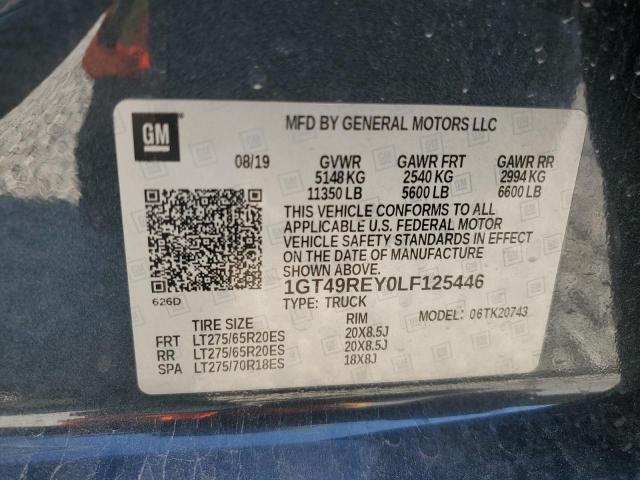 GM
MFD BY GENERAL MOTORS LLC
08/19 GVWR GAWR FRT GAWR RR
5148 KG 2540 KG 2994 KG
11350 LB 5600 LB 6600 LB
THIS VEHICLE CONFORMS TO ALL
APPLICABLE U.S. FEDERAL MOTOR
VEHICLE SAFETY STANDARDS IN EFFECT
ON THE DATE OF MANUFACTURE
SHOWN ABOVE.
626D
1GT49REY0LF125446
TYPE: TRUCK MODEL: 06TK20743
TIRE SIZE RIM
FRT LT275/65R20ES 20X8.5J
RR LT275/65R20ES 20X8.5J
SPA LT275/70R18ES 18X8J